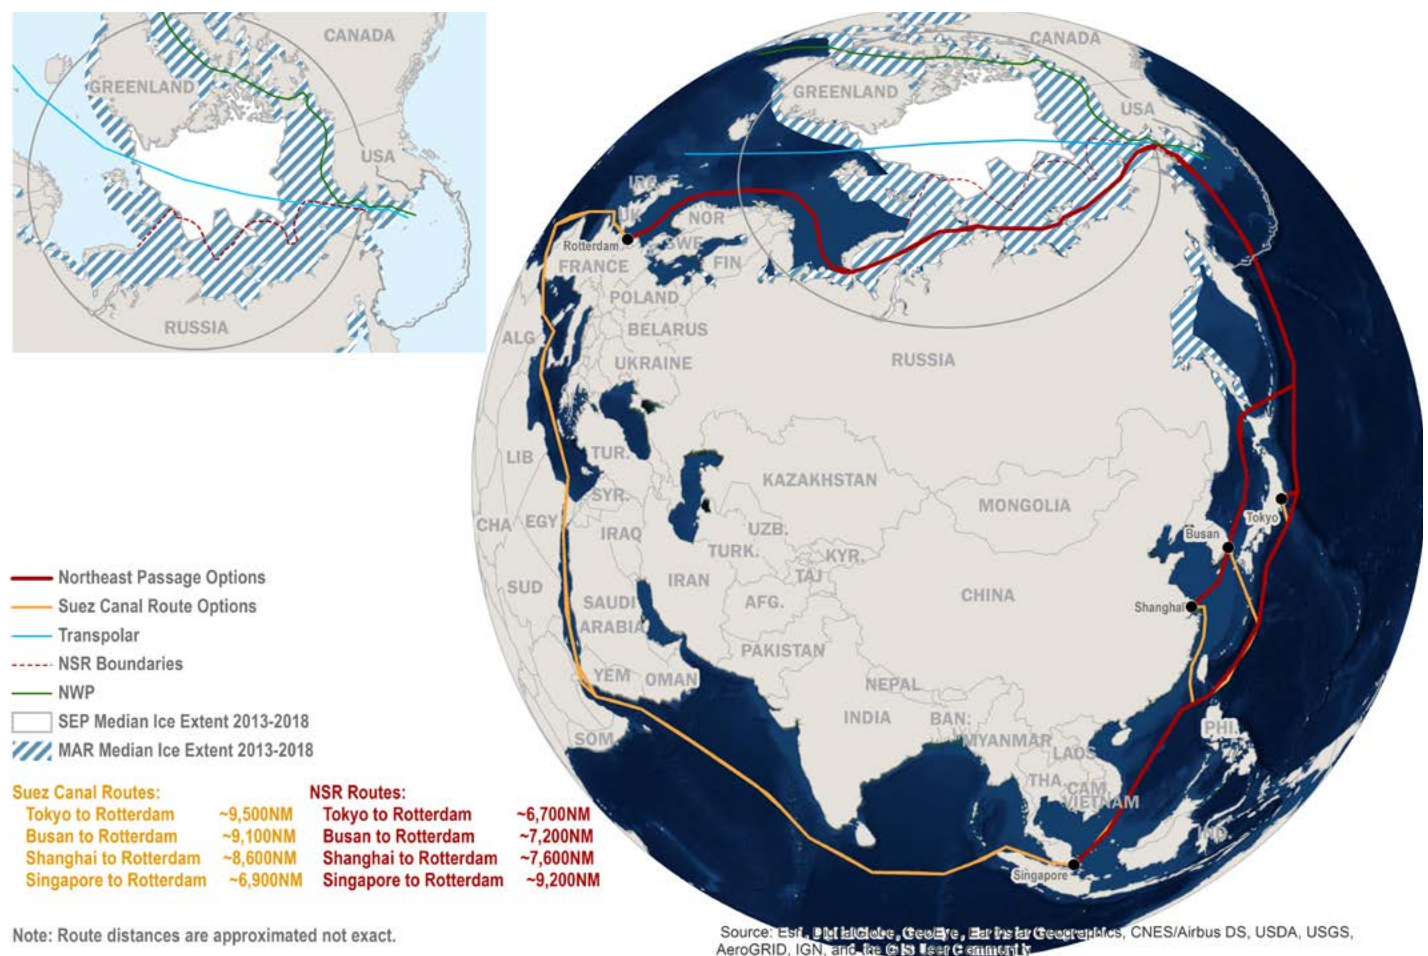 CANADA
GREENLAND
USA
RUSSIA
CANADA
GREENLAND
USA
UK
NOR
Rotterdam
SWE
FIN
FRANCE
POLAND
BELARUS
ALG
UKRAINE
RUSSIA
LIB
TUR.
SYR.
KAZAKHSTAN
MONGOLIA
CHA
EGY
IRAQ
UZB.
Tokyo
Busan
TURK.
KYR.
SUD
IRAN
TAJ
SAUDI
ARABIA
AFG.
CHINA
Shanghai
PAKISTAN
YEM
OMAN
NEPAL
INDIA
BAN.
MYANMAR
PHI.
SOM
LAOS
THA.
CAM.
VIETNAM
IND.
Singapore
Northeast Passage Options
Suez Canal Route Options
Transpolar
NSR Boundaries
NWP
SEP Median Ice Extent 2013-2018
MAR Median Ice Extent 2013-2018
Suez Canal Routes:
Tokyo to Rotterdam ~9,500NM
Busan to Rotterdam ~9,100NM
Shanghai to Rotterdam ~8,600NM
Singapore to Rotterdam ~6,900NM
NSR Routes:
Tokyo to Rotterdam ~6,700NM
Busan to Rotterdam ~7,200NM
Shanghai to Rotterdam ~7,600NM
Singapore to Rotterdam ~9,200NM
Note: Route distances are approximated not exact.
Source: Esri, DigitalGlobe, GeoEye, Earthstar Geographics, CNES/Airbus DS, USDA, USGS,
AeroGRID, IGN, and the GIS User Community